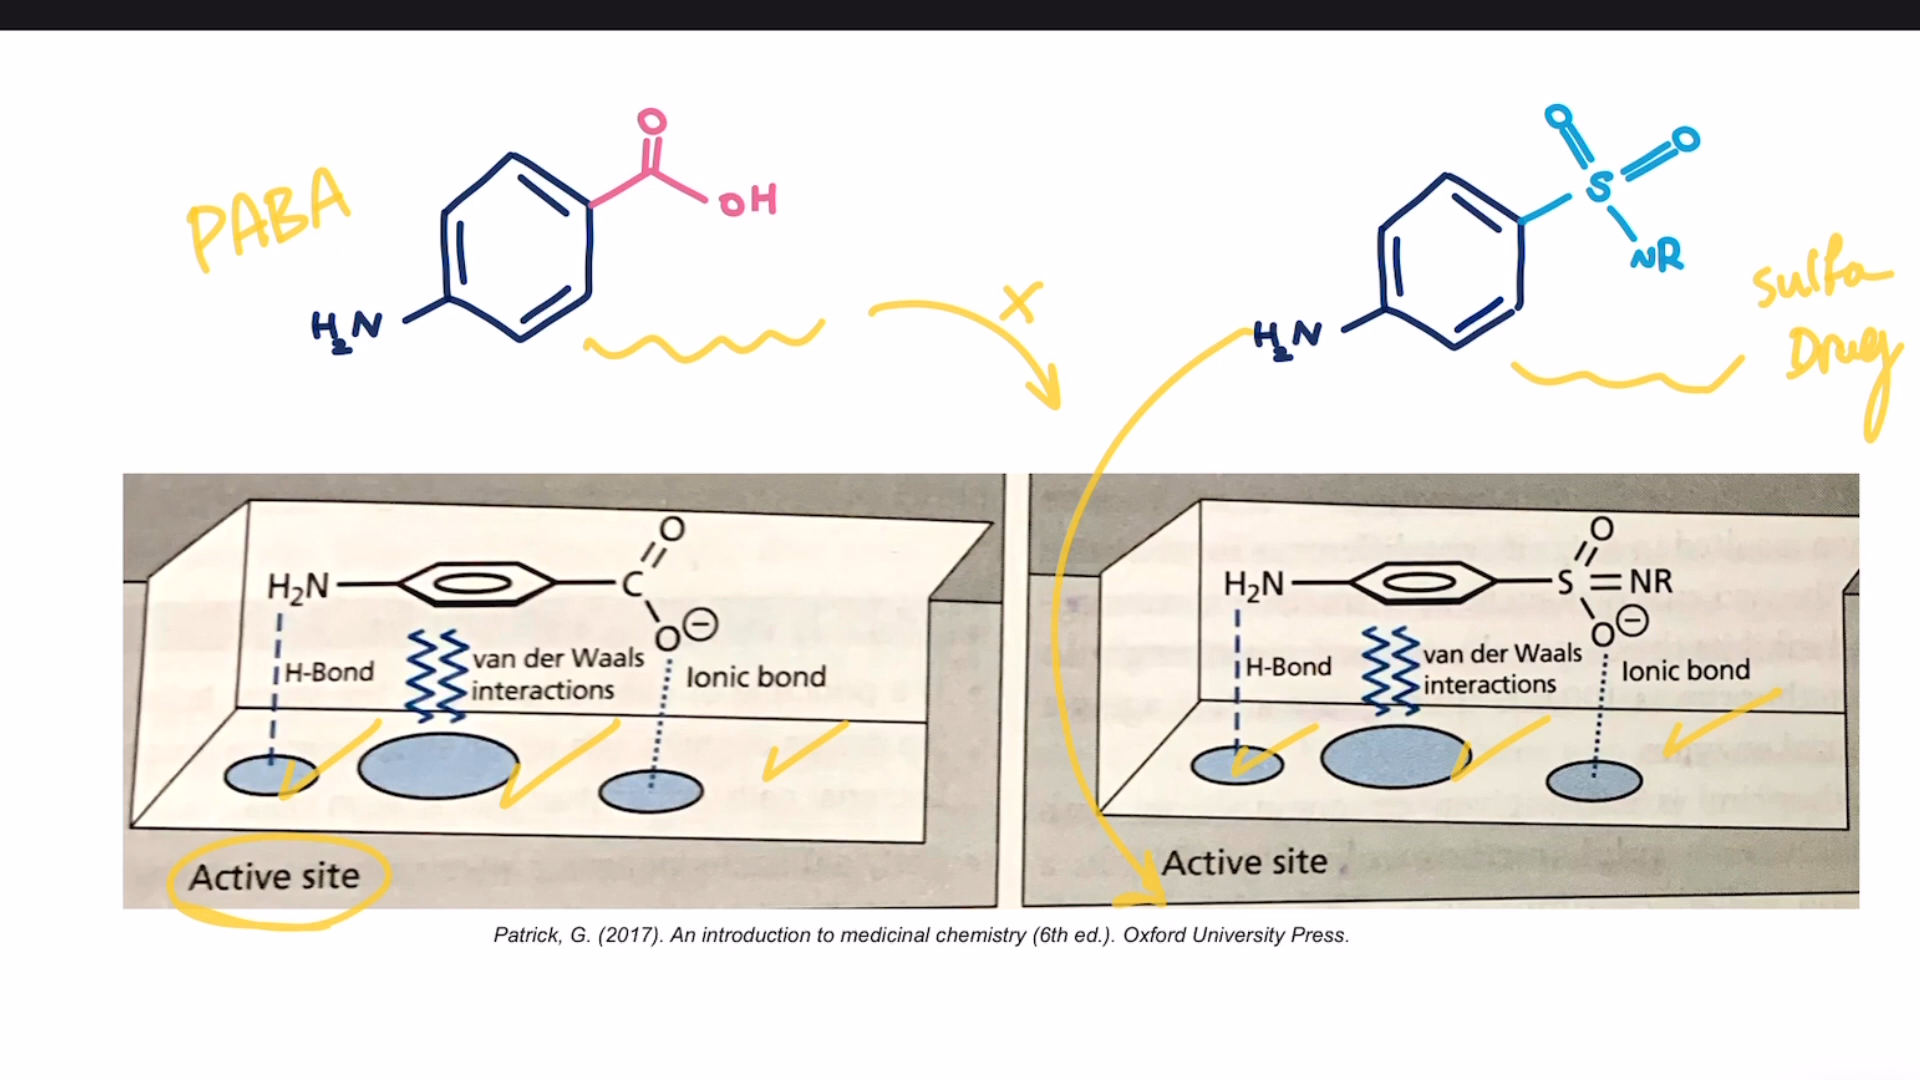 PABA
O
OH
H2N
X
O
O
S
NR
H2N
sulfa
Drug
O
H₂N
C
O⊖
H-Bond
van der Waals
interactions
Ionic bond
Active site
O
H₂N
S=NR
O⊖
H-Bond
van der Waals
interactions
Ionic bond
Active site
Patrick, G. (2017). An introduction to medicinal chemistry (6th ed.). Oxford University Press.